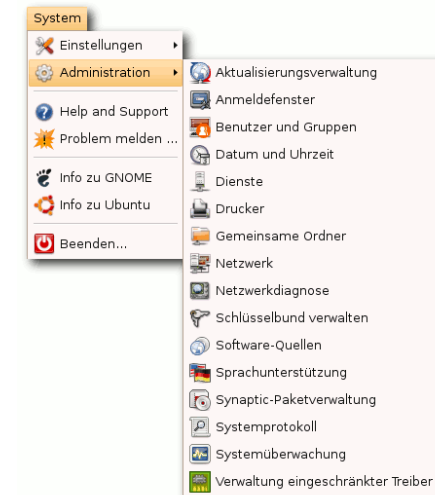 System
Einstellungen
Administration
Help and Support
Problem melden ...
Info zu GNOME
Info zu Ubuntu
Beenden...
Aktualisierungsverwaltung
Anmeldefenster
Benutzer und Gruppen
Datum und Uhrzeit
Dienste
Drucker
Gemeinsame Ordner
Netzwerk
Netzwerkdiagnose
Schlüsselbund verwalten
Software-Quellen
Sprachunterstützung
Synaptic-Paketverwaltung
Systemprotokoll
Systemüberwachung
Verwaltung eingeschränkter Treiber